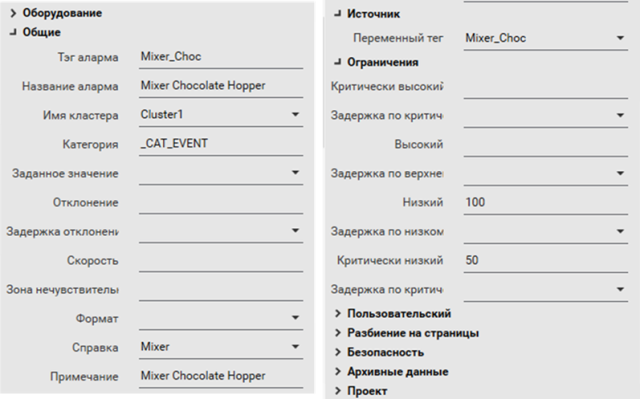 Оборудование
Общие
Тэг аларма Mixer_Choc
Название аларма Mixer Chocolate Hopper
Имя кластера Cluster1
Категория _CAT_EVENT
Заданное значение
Отклонение
Задержка отклонени
Скорость
Зона нечувствитель
Формат
Справка Mixer
Примечание Mixer Chocolate Hopper
Источник
Переменный тег Mixer_Choc
Ограничения
Критически высокий
Задержка по критиче
Высокий
Задержка по верхне
Низкий 100
Задержка по низком
Критически низкий 50
Задержка по критиче
Пользовательский
Разбиение на страницы
Безопасность
Архивные данные
Проект